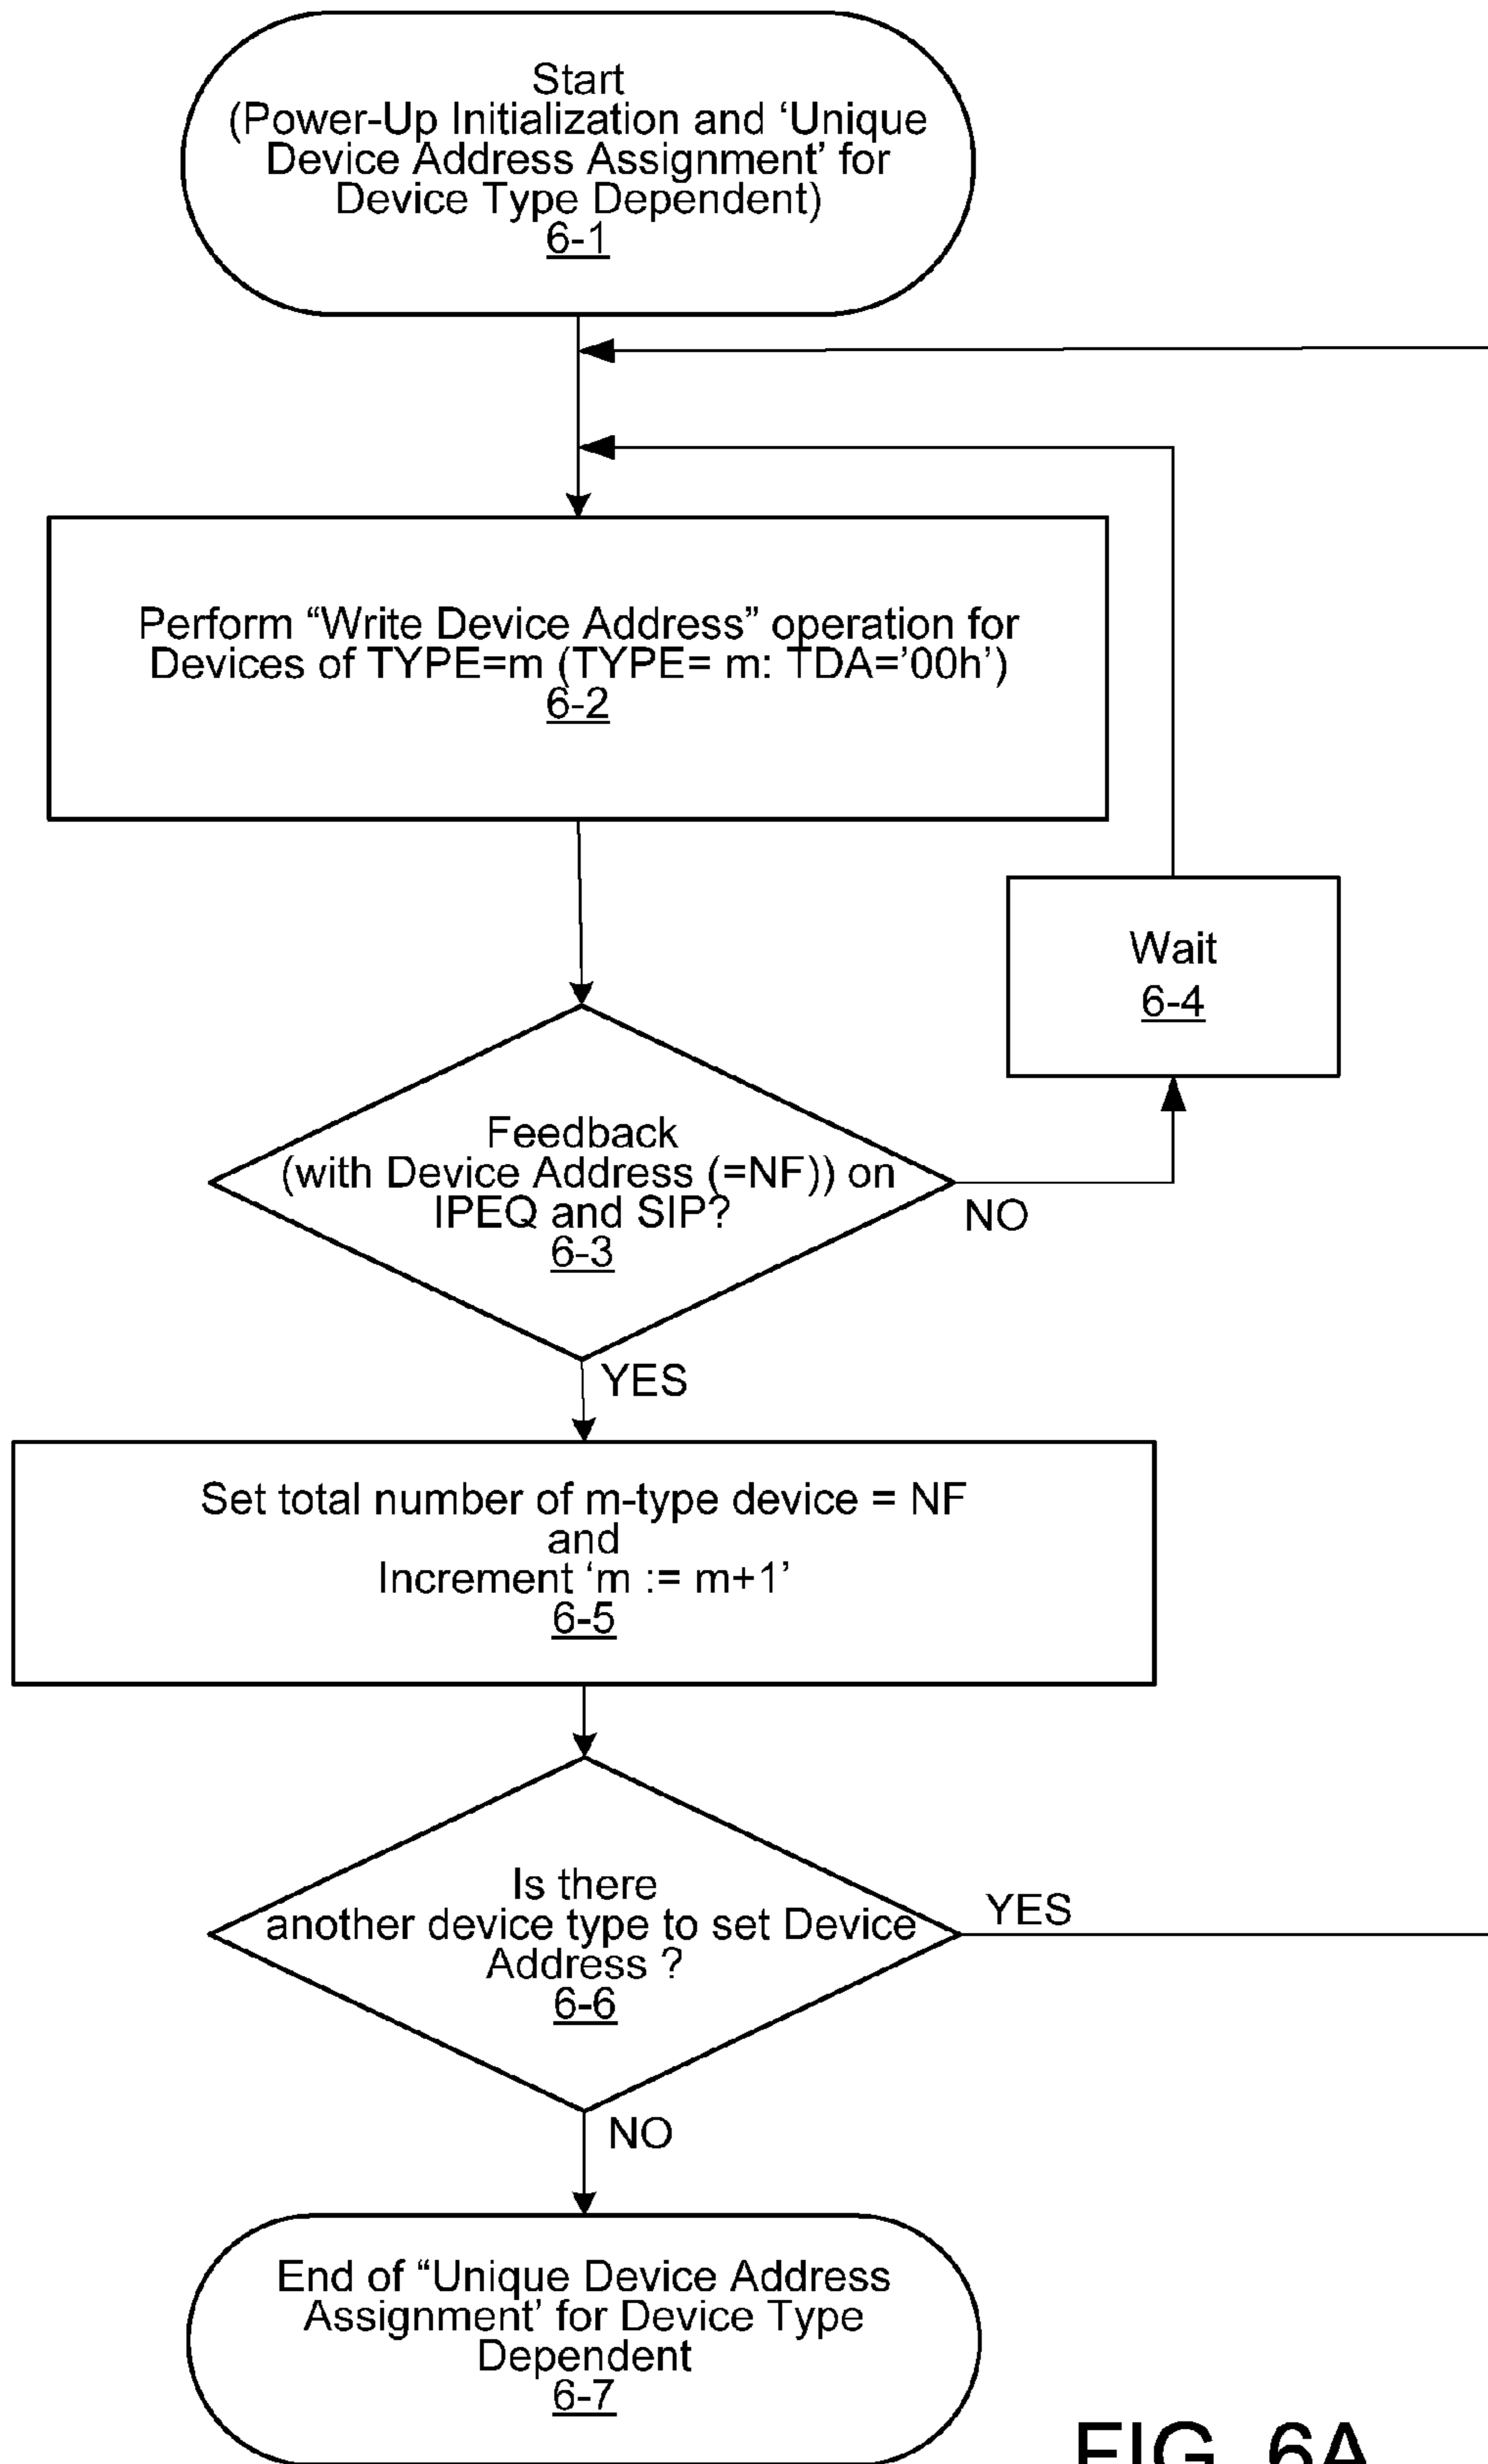 Start
(Power-Up Initialization and ‘Unique
Device Address Assignment’ for
Device Type Dependent)
6-1
Perform “Write Device Address” operation for
Devices of TYPE=m (TYPE= m: TDA=’00h’)
6-2
Wait
6-4
Feedback
(with Device Address (=NF)) on
IPEQ and SIP?
6-3
NO
YES
Set total number of m-type device = NF
and
Increment ‘m := m+1’
6-5
Is there
another device type to set Device
Address ?
6-6
YES
NO
End of “Unique Device Address
Assignment’ for Device Type
Dependent
6-7
FIG. 6A